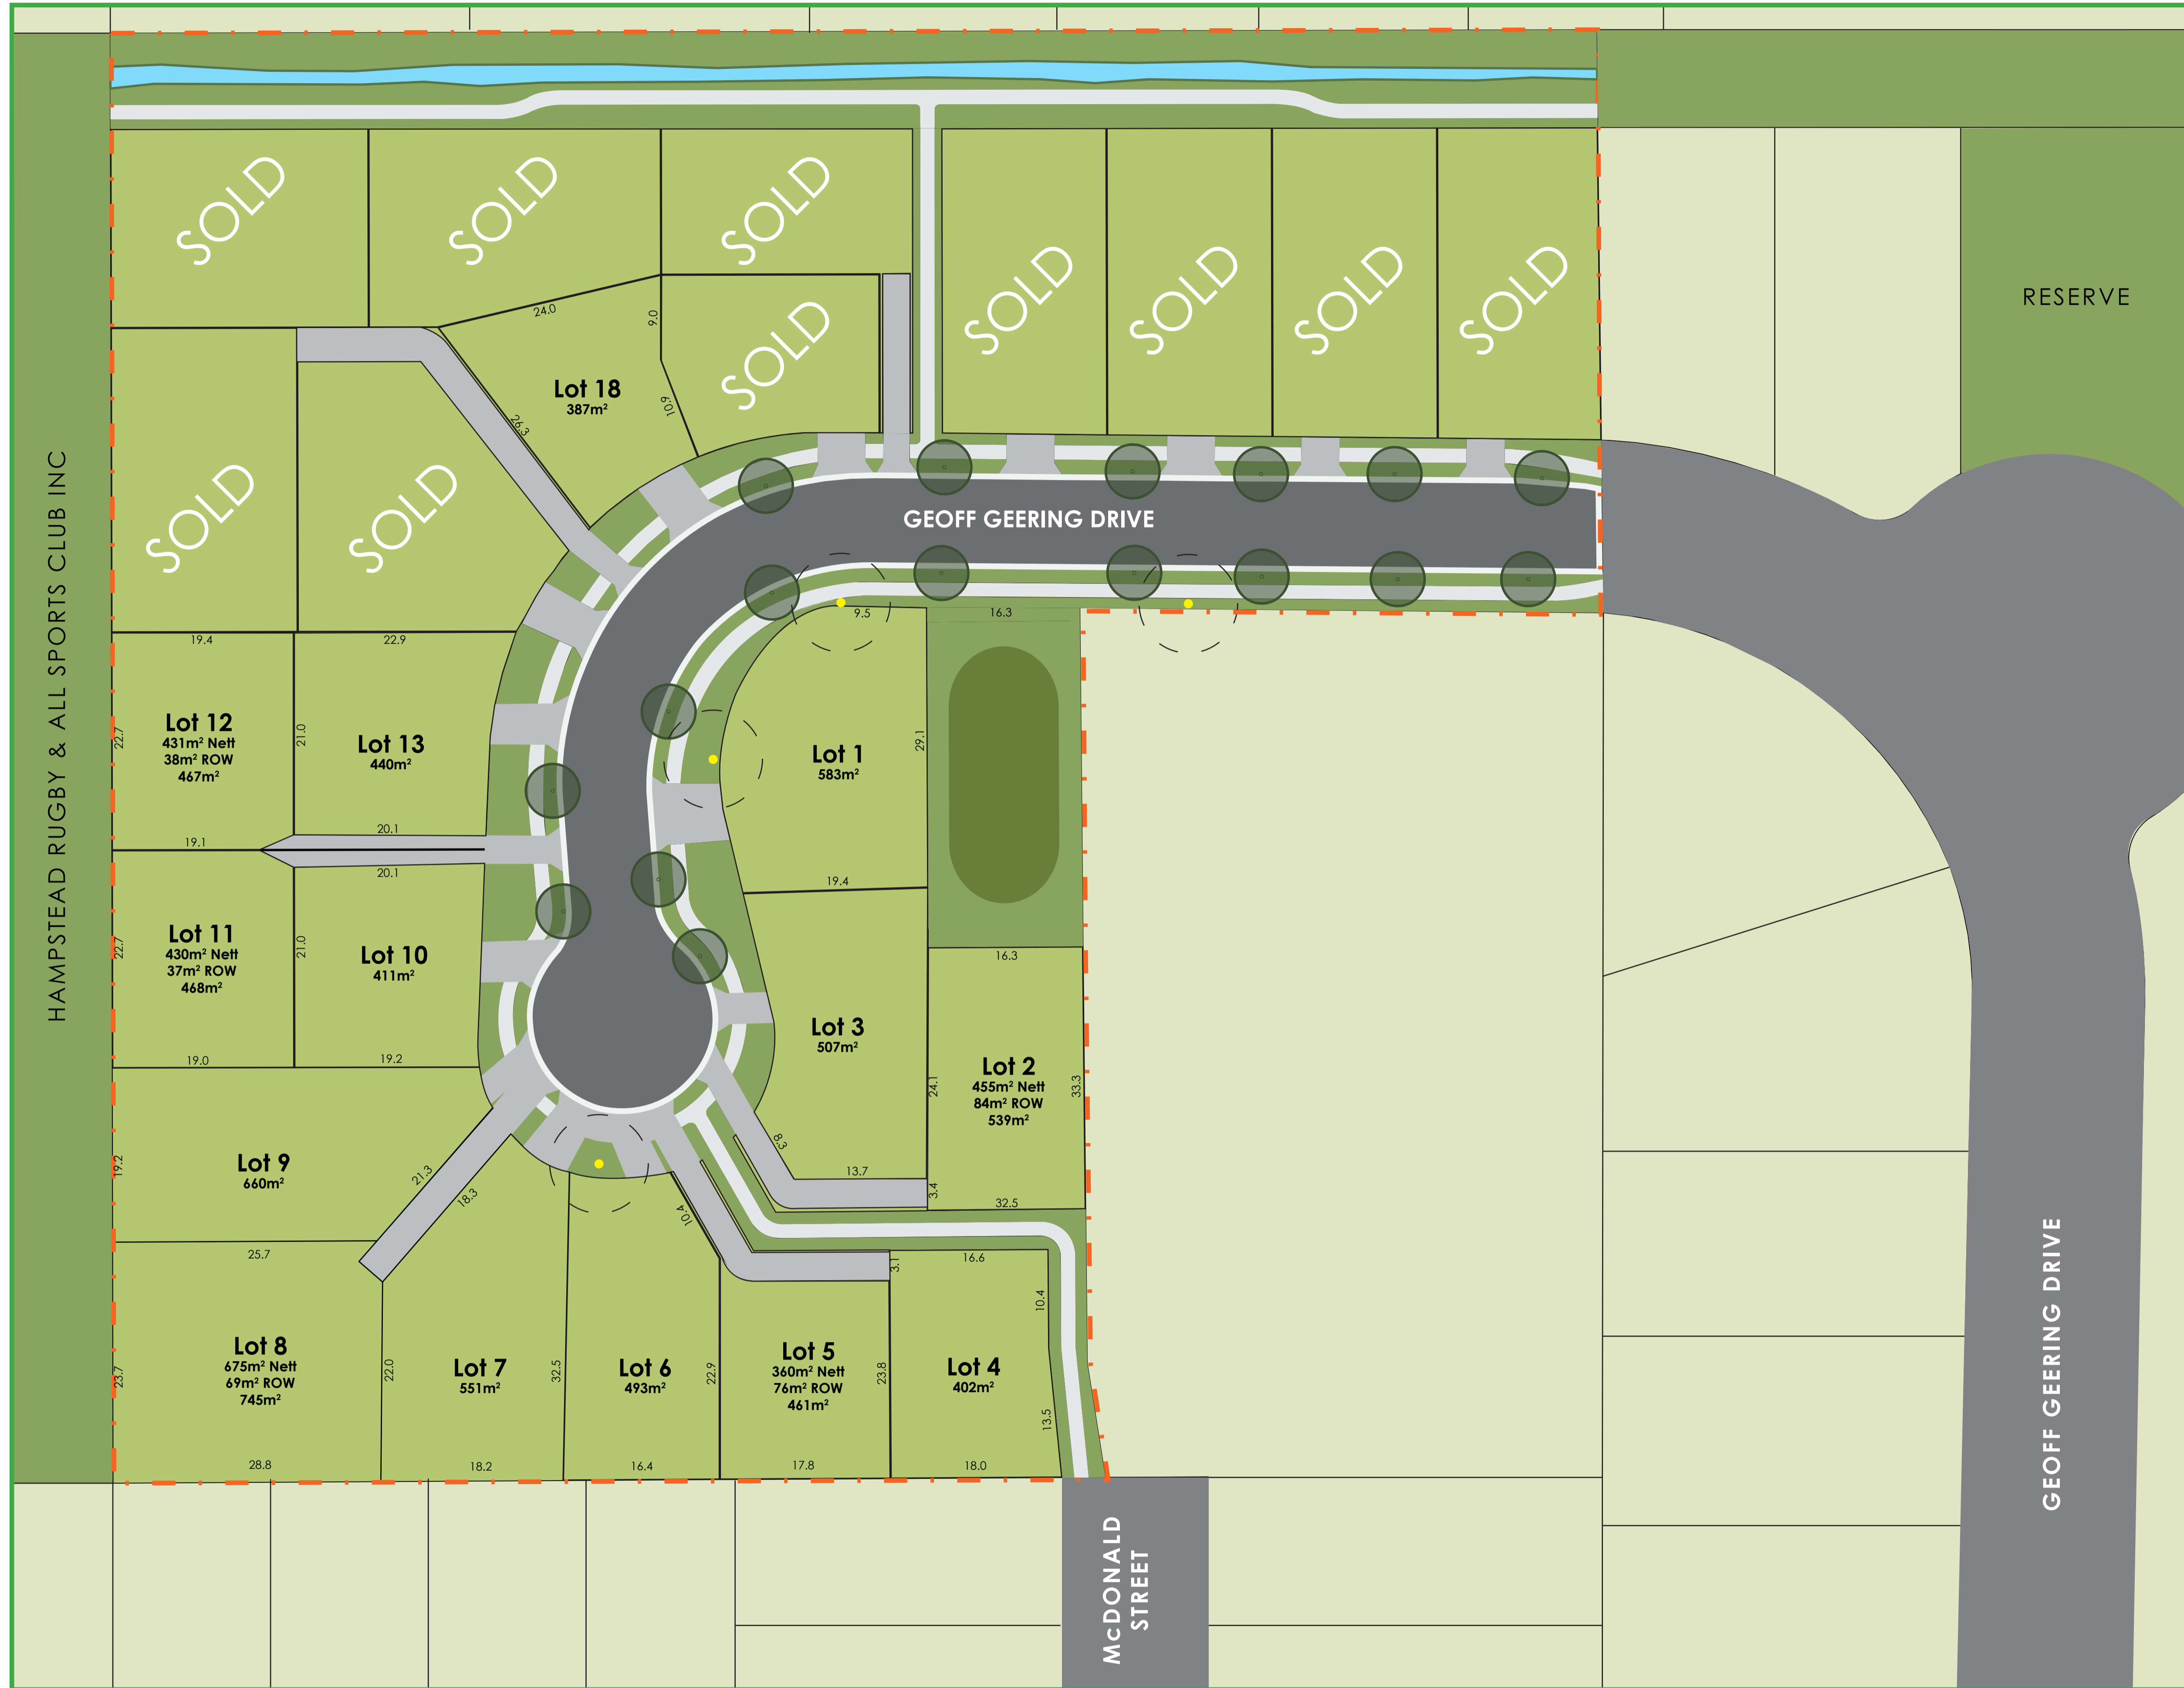 SOLD
SOLD
SOLD
SOLD
SOLD
SOLD
SOLD
RESERVE
24.0
9.0
SOLD
Lot 18
387m²
10.9
26.3
SOLD
SOLD
GEOFF GEERING DRIVE
HAMPSTEAD RUGBY & ALL SPORTS CLUB INC
9.5
16.3
19.4
22.9
Lot 12
431m² Nett
38m² ROW
467m²
22.7
21.0
Lot 13
440m²
Lot 1
583m²
29.1
19.1
20.1
20.1
19.4
Lot 11
430m² Nett
37m² ROW
468m²
22.7
21.0
Lot 10
411m²
16.3
Lot 3
507m²
Lot 2
455m² Nett
84m² ROW
539m²
24.1
33.3
19.0
19.2
Lot 9
660m²
19.2
21.3
18.3
8.3
13.7
3.4
32.5
10.4
25.7
16.6
3.1
10.4
Lot 8
675m² Nett
69m² ROW
745m²
23.7
22.0
Lot 7
551m²
32.5
Lot 6
493m²
22.9
Lot 5
360m² Nett
76m² ROW
461m²
23.8
Lot 4
402m²
13.5
28.8
18.2
16.4
17.8
18.0
GEOFF GEERING DRIVE
McDONALD
STREET